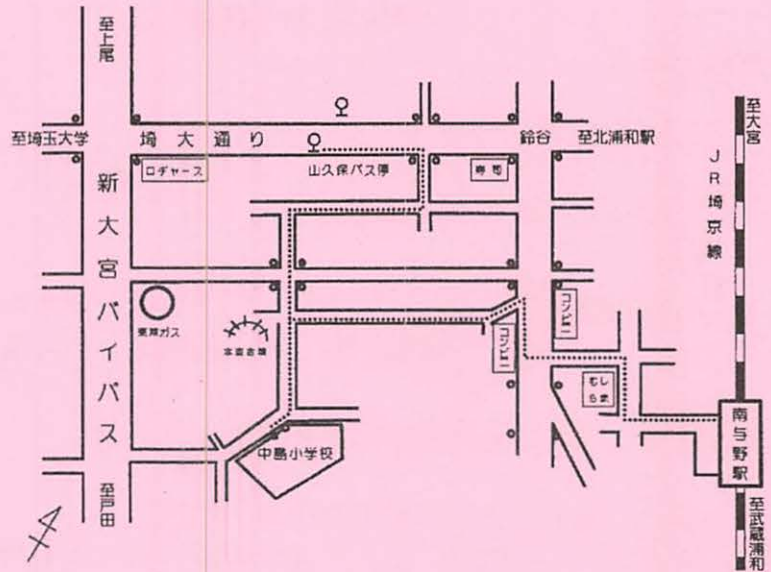 至上尾
至大宮
至埼玉大学
埼大通り
鈴谷
至北浦和駅
ロヂャース
山久保バス停
寿司
JR埼京線
新大宮バイパス
東京ガス
コンビニ
コンビニ
むし
中島小学校
南与野駅
至戸田
至武蔵浦和